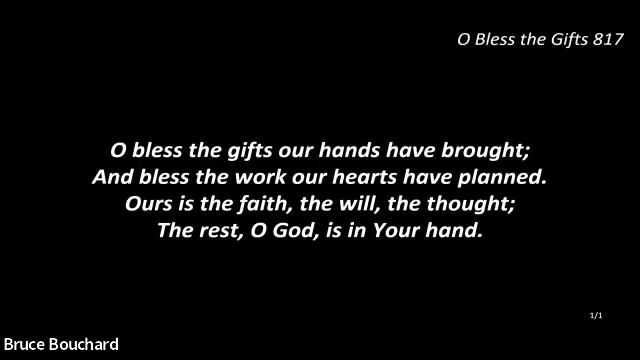 O Bless the Gifts 817
O bless the gifts our hands have brought;
And bless the work our hearts have planned.
Ours is the faith, the will, the thought;
The rest, O God, is in Your hand.
1/1
Bruce Bouchard